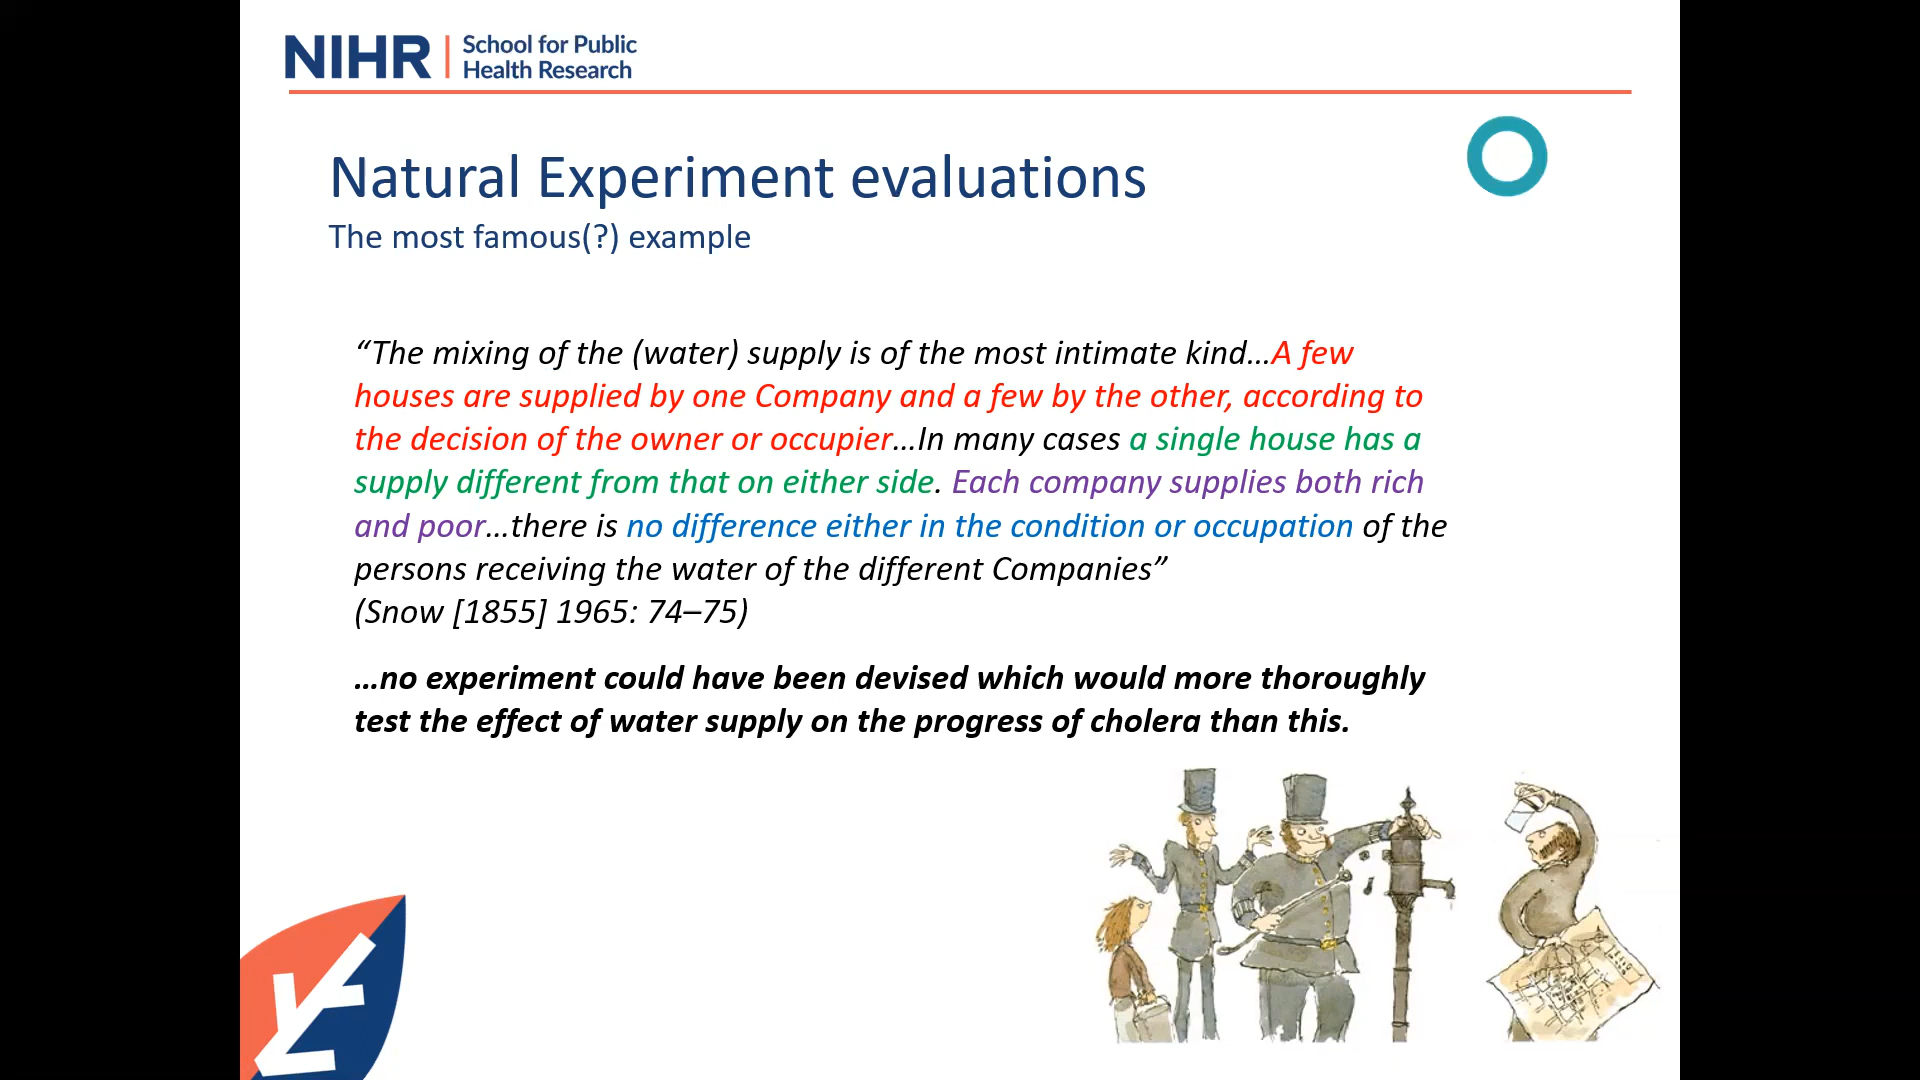 NIHR | School for Public
Health Research
Natural Experiment evaluations
The most famous(?) example
“The mixing of the (water) supply is of the most intimate kind…A few
houses are supplied by one Company and a few by the other, according to
the decision of the owner or occupier…In many cases a single house has a
supply different from that on either side. Each company supplies both rich
and poor…there is no difference either in the condition or occupation of the
persons receiving the water of the different Companies”
(Snow [1855] 1965: 74–75)
…no experiment could have been devised which would more thoroughly
test the effect of water supply on the progress of cholera than this.